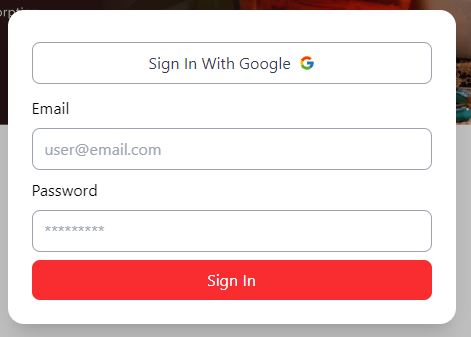 Sign In With Google
Email
user@email.com
Password
*********
Sign In